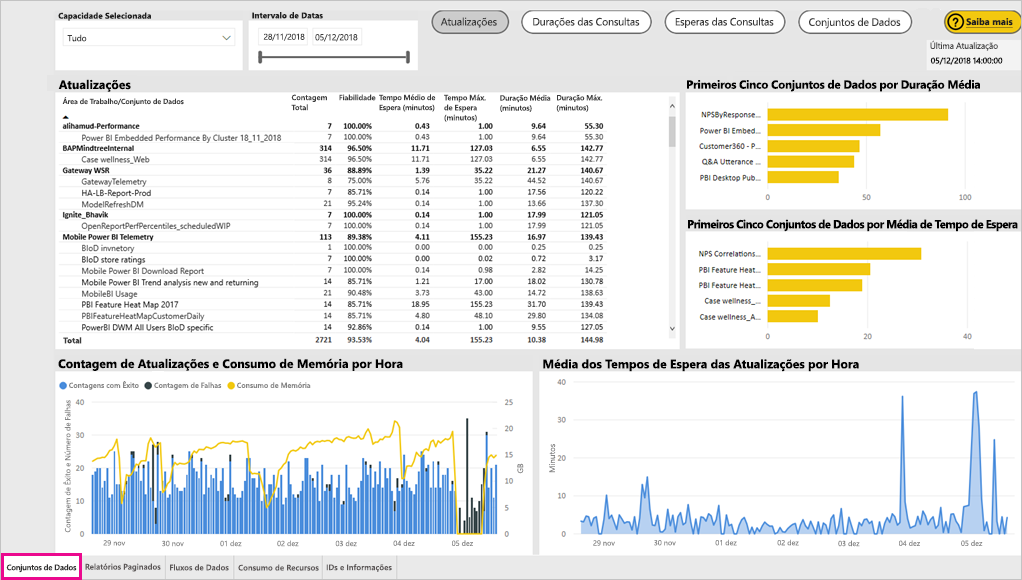 Capacidade Selecionada
Tudo
Intervalo de Datas
28/11/2018 05/12/2018
Atualizações
Durações das Consultas
Esperas das Consultas
Conjuntos de Dados
? Saiba mais
Última Atualização
05/12/2018 14:00:00
Atualizações
Área de Trabalho/Conjunto de Dados Contagem Total Fiabilidade Tempo Médio de Espera (minutos) Tempo Máx. de Espera (minutos) Duração Média (minutos) Duração Máx. (minutos)
alihamud-Performance 7 100.00% 0.43 1.00 9.64 55.30
Power BI Embedded Performance By Cluster 18_11_2018 7 100.00% 0.43 1.00 9.64 55.30
BAPMindtreeInternal 314 96.50% 11.71 127.03 6.55 142.77
Case wellness_Web 314 96.50% 11.71 127.03 6.55 142.77
Gateway WSR 36 88.89% 1.39 35.22 21.27 140.67
GatewayTelemetry 8 75.00% 5.76 35.22 44.52 140.67
HA-LB-Report-Prod 7 85.71% 0.14 1.00 17.56 120.22
ModelRefreshDM 21 95.24% 0.14 1.00 13.66 137.30
Ignite_Bhavik 7 100.00% 0.14 1.00 17.99 121.05
OpenReportPerfPercentiles_scheduledWIP 7 100.00% 0.14 1.00 17.99 121.05
Mobile Power BI Telemetry 113 89.38% 4.11 155.23 16.97 139.43
BIoD invnetory 1 100.00% 0.00 0.00 0.25 0.25
BIoD store ratings 7 100.00% 0.00 0.02 0.72 3.17
Mobile Power BI Download Report 7 100.00% 0.14 0.98 2.82 14.25
Mobile Power BI Trend analysis new and returning 14 85.71% 1.21 17.00 18.02 130.78
MobileBI Usage 21 90.48% 3.73 43.00 14.72 138.63
PBI Feature Heat Map 2017 14 85.71% 18.95 155.23 31.70 139.43
PBIFeatureHeatMapCustomerDaily 14 85.71% 4.80 48.10 29.80 134.08
PowerBI DWM All Users BIoD specific 14 92.86% 0.14 1.00 9.55 127.05
Total 2721 93.53% 4.04 155.23 10.38 144.98
Primeiros Cinco Conjuntos de Dados por Duração Média
NPSByResponse...
Power BI Embed...
Customer360 - P...
Q&A Utterance ...
PBI Desktop Pub...
0 50 100
Primeiros Cinco Conjuntos de Dados por Média de Tempo de Espera
NPS Correlations...
PBI Feature Heat...
PBI Feature Heat...
Case wellness_...
Case wellness_A...
0 20 40
Contagem de Atualizações e Consumo de Memória por Hora
Contagens com Êxito Contagem de Falhas Consumo de Memória
Contagem de Êxito e Número de Falhas
40
30
20
10
0
25
20
15
10
5
0
GB
29 nov 30 nov 01 dez 02 dez 03 dez 04 dez 05 dez
Média dos Tempos de Espera das Atualizações por Hora
Minutos
40
30
20
10
0
29 nov 30 nov 01 dez 02 dez 03 dez 04 dez 05 dez
Conjuntos de Dados
Relatórios Paginados
Fluxos de Dados
Consumo de Recursos
IDs e Informações